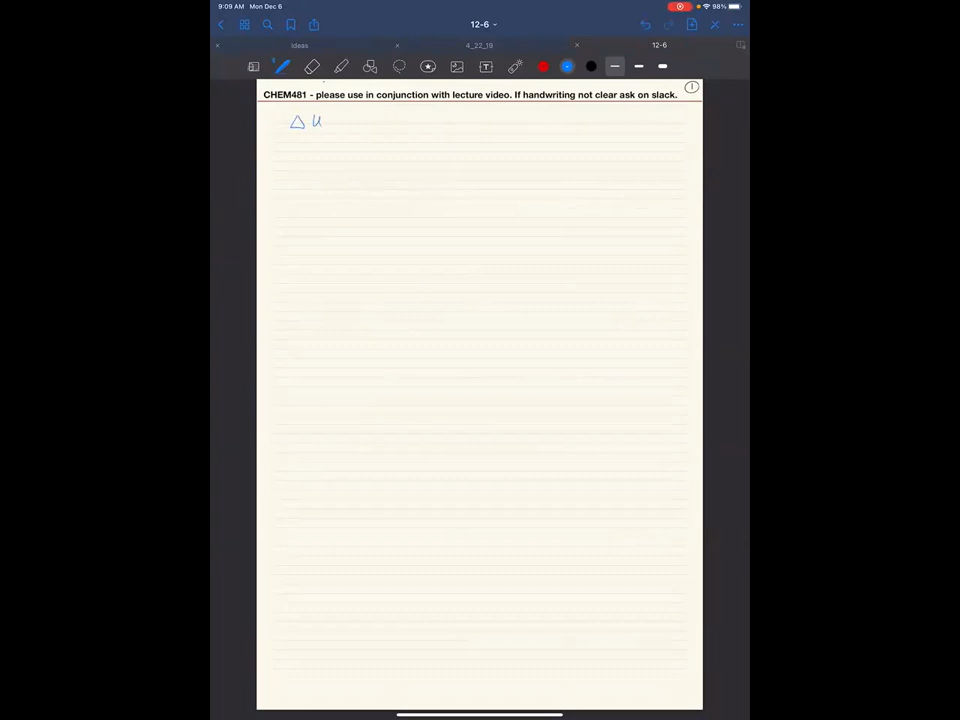 9:09 AM Mon Dec 6
98%
12-6
Ideas
4_22_19
12-6
T
1
CHEM481 - please use in conjunction with lecture video. If handwriting not clear ask on slack.
△ U